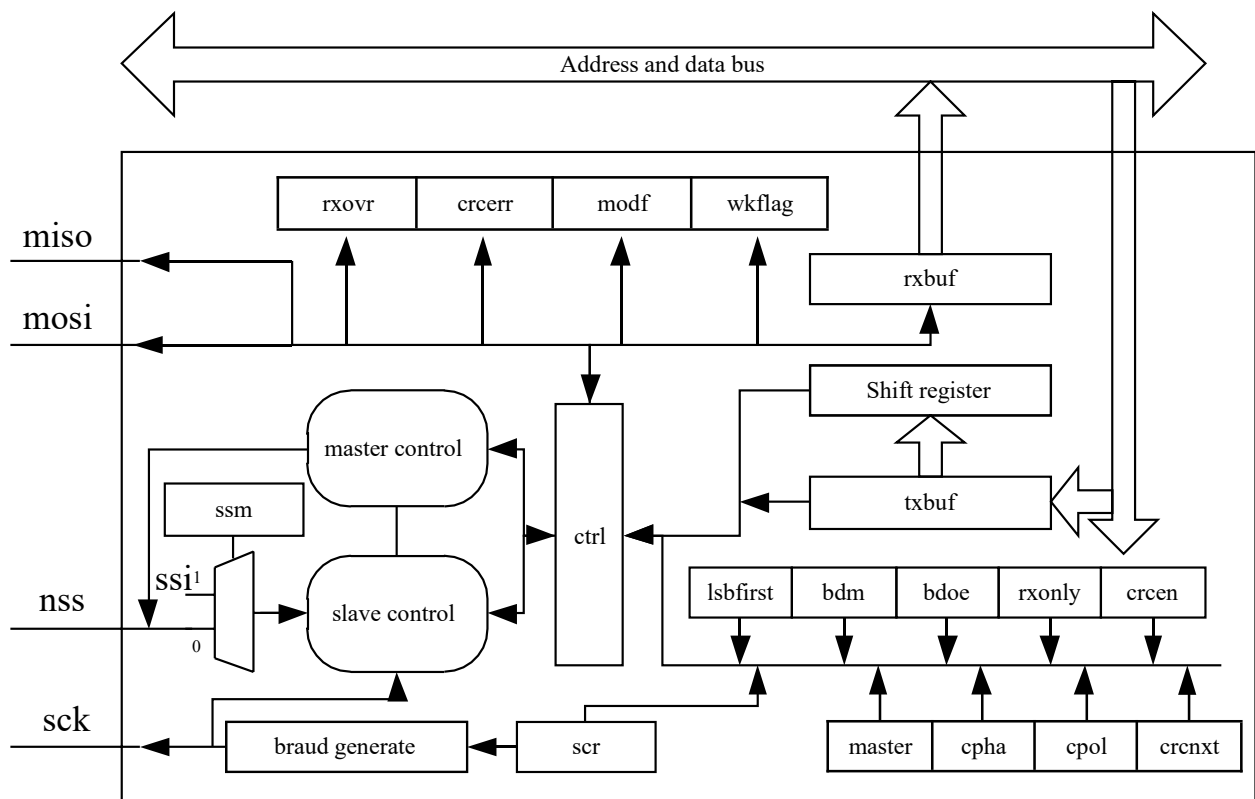 Address and data bus
rxovr crcerr modf wkflag
miso
rxbuf
mosi
Shift register
master control
ssm
txbuf
ctrl
ssi 1
lsbfirst bdm bdoe rxonly crcen
nss
slave control
0
sck
braud generate
scr
master cpha cpol crcnxt